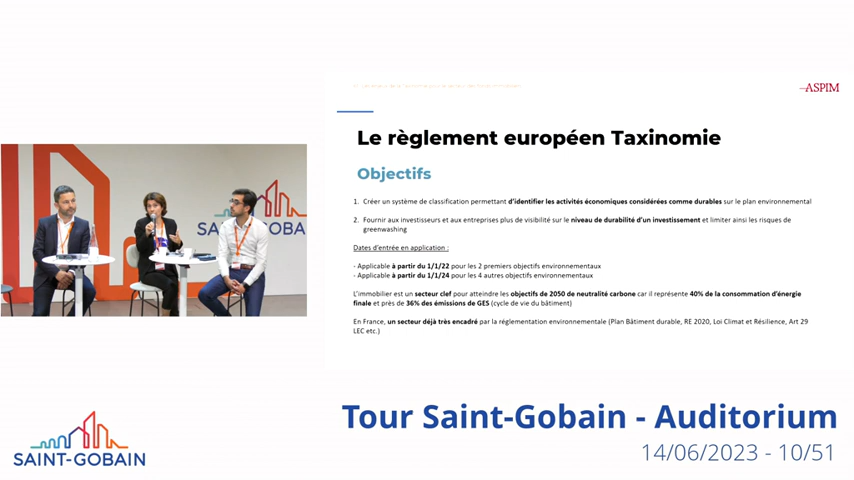 ASPIM
Le règlement européen Taxinomie
Objectifs
1. Créer un système de classification permettant d'identifier les activités économiques considérées comme durables sur le plan environnemental
2. Fournir aux investisseurs et aux entreprises plus de visibilité sur le niveau de durabilité d'un investissement et limiter ainsi les risques de
greenwashing
Dates d'entrée en application :
- Applicable à partir du 1/1/22 pour les 2 premiers objectifs environnementaux
- Applicable à partir du 1/1/24 pour les 4 autres objectifs environnementaux
L'immobilier est un secteur clef pour atteindre les objectifs de 2050 de neutralité carbone car il représente 40% de la consommation d'énergie
finale et près de 36% des émissions de GES (cycle de vie du bâtiment)
En France, un secteur déjà très encadré par la réglementation environnementale (Plan Bâtiment durable, RE 2020, Loi Climat et Résilience, Art 29
LEC etc.)
Tour Saint-Gobain - Auditorium
14/06/2023 - 10/51
SAINT-GOBAIN